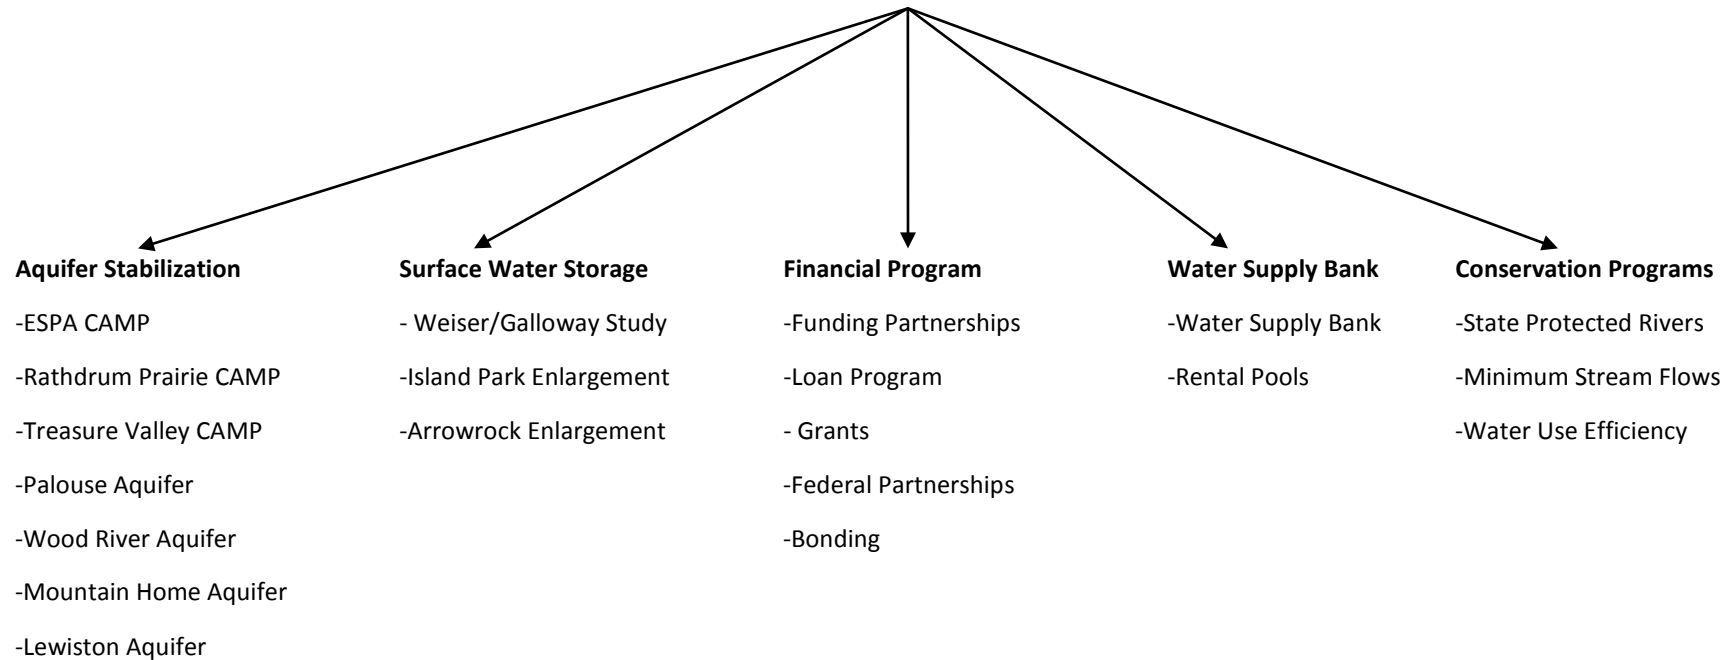 Aquifer Stabilization
-ESPA CAMP
-Rathdrum Prairie CAMP
-Treasure Valley CAMP
-Palouse Aquifer
-Wood River Aquifer
-Mountain Home Aquifer
-Lewiston Aquifer
Surface Water Storage
- Weiser/Galloway Study
-Island Park Enlargement
-Arrowrock Enlargement
Financial Program
-Funding Partnerships
-Loan Program
- Grants
-Federal Partnerships
-Bonding
Water Supply Bank
-Water Supply Bank
-Rental Pools
Conservation Programs
-State Protected Rivers
-Minimum Stream Flows
-Water Use Efficiency